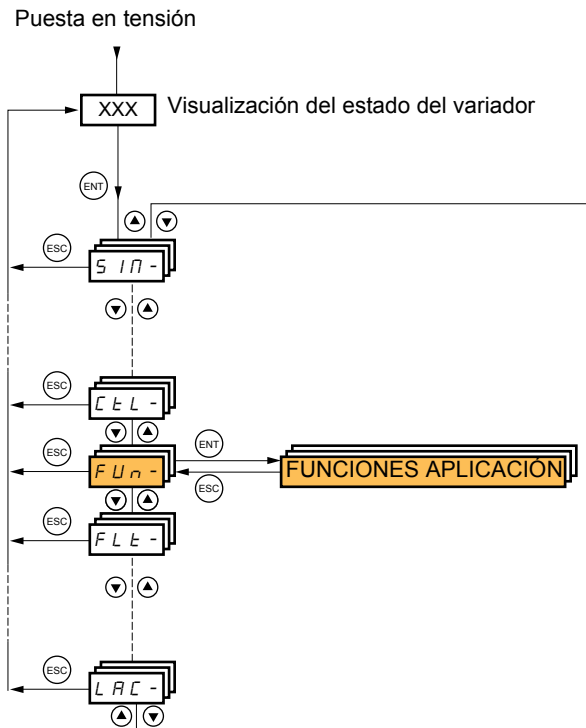 Puesta en tensión
XXX Visualización del estado del variador
ENT
ESC
SIM-
ESC
CtL-
ESC
FUn-
ENT
ESC
FUNCIONES APLICACIÓN
ESC
FLt-
ESC
LAC-